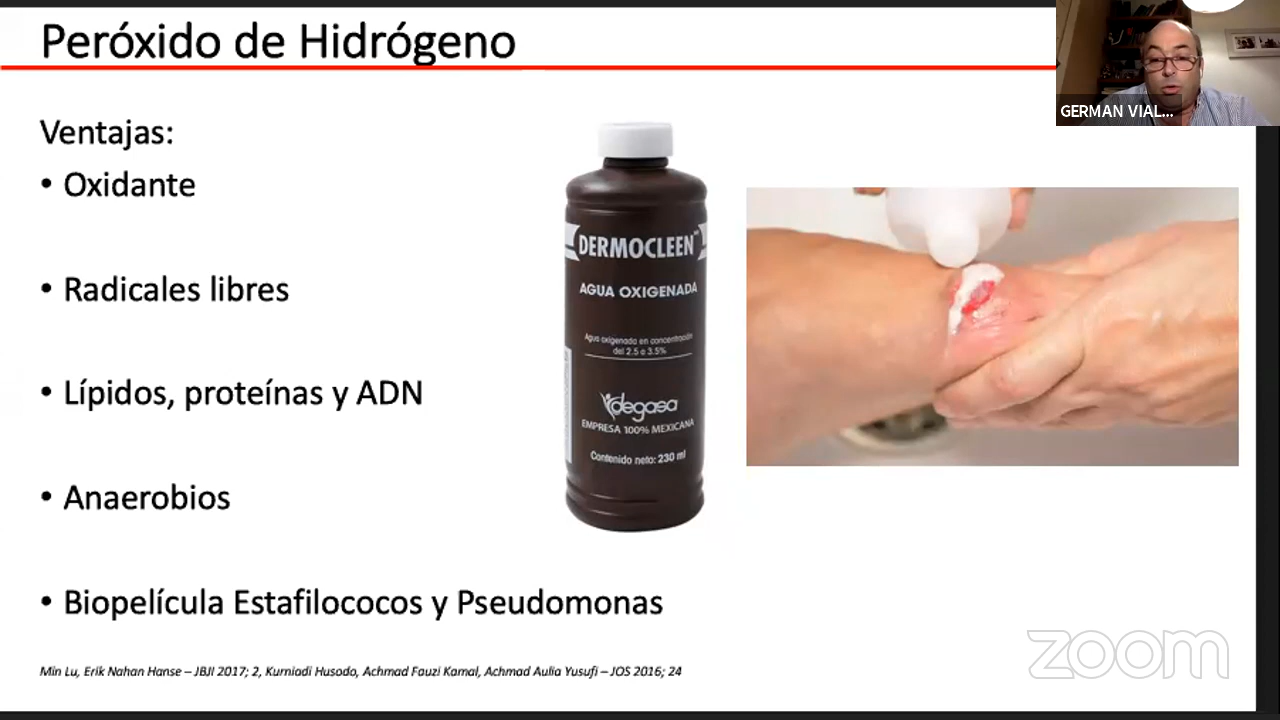 Peróxido de Hidrógeno
GERMAN VIAL...
Ventajas:
• Oxidante
• Radicales libres
• Lípidos, proteínas y ADN
• Anaerobios
• Biopelícula Estafilococos y Pseudomonas
DERMOCLEEN
AGUA OXIGENADA
Agua oxigenada en concentración
del 2.5 a 3.5%
degasa
EMPRESA 100% MEXICANA
Contenido neto: 230 ml
Min Lu, Erik Nahan Hanse – JBJI 2017; 2, Kurniadi Husodo, Achmad Fauzi Kamal, Achmad Aulia Yusufi – JOS 2016; 24
zoom